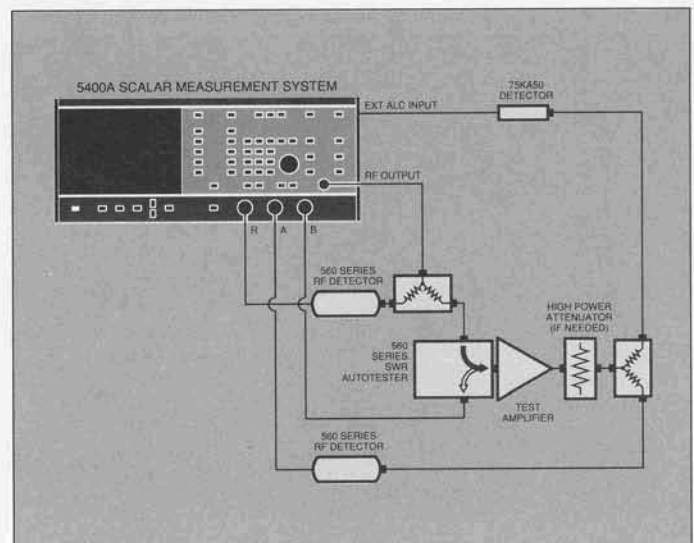 5400A SCALAR MEASUREMENT SYSTEM
75KA50
DETECTOR
EXT ALC INPUT
RF OUTPUT
R
A
B
560 SERIES
RF DETECTOR
HIGH POWER
ATTENUATOR
(IF NEEDED)
560
SERIES
SWR
AUTOTESTER
TEST
AMPLIFIER
560 SERIES
RF DETECTOR